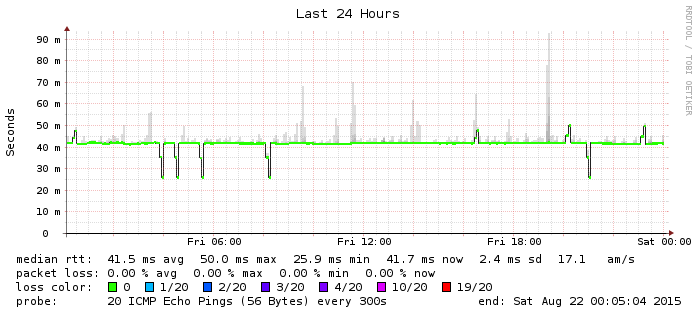 Last 24 Hours
RRDTOOL / TOBI OETIKER
Seconds
90 m
80 m
70 m
60 m
50 m
40 m
30 m
20 m
10 m
0
Fri 06:00 Fri 12:00 Fri 18:00 Sat 00:00
median rtt: 41.5 ms avg 50.0 ms max 25.9 ms min 41.7 ms now 2.4 ms sd 17.1 am/s
packet loss: 0.00 % avg 0.00 % max 0.00 % min 0.00 % now
loss color: 0 1/20 2/20 3/20 4/20 10/20 19/20
probe: 20 ICMP Echo Pings (56 Bytes) every 300s end: Sat Aug 22 00:05:04 2015